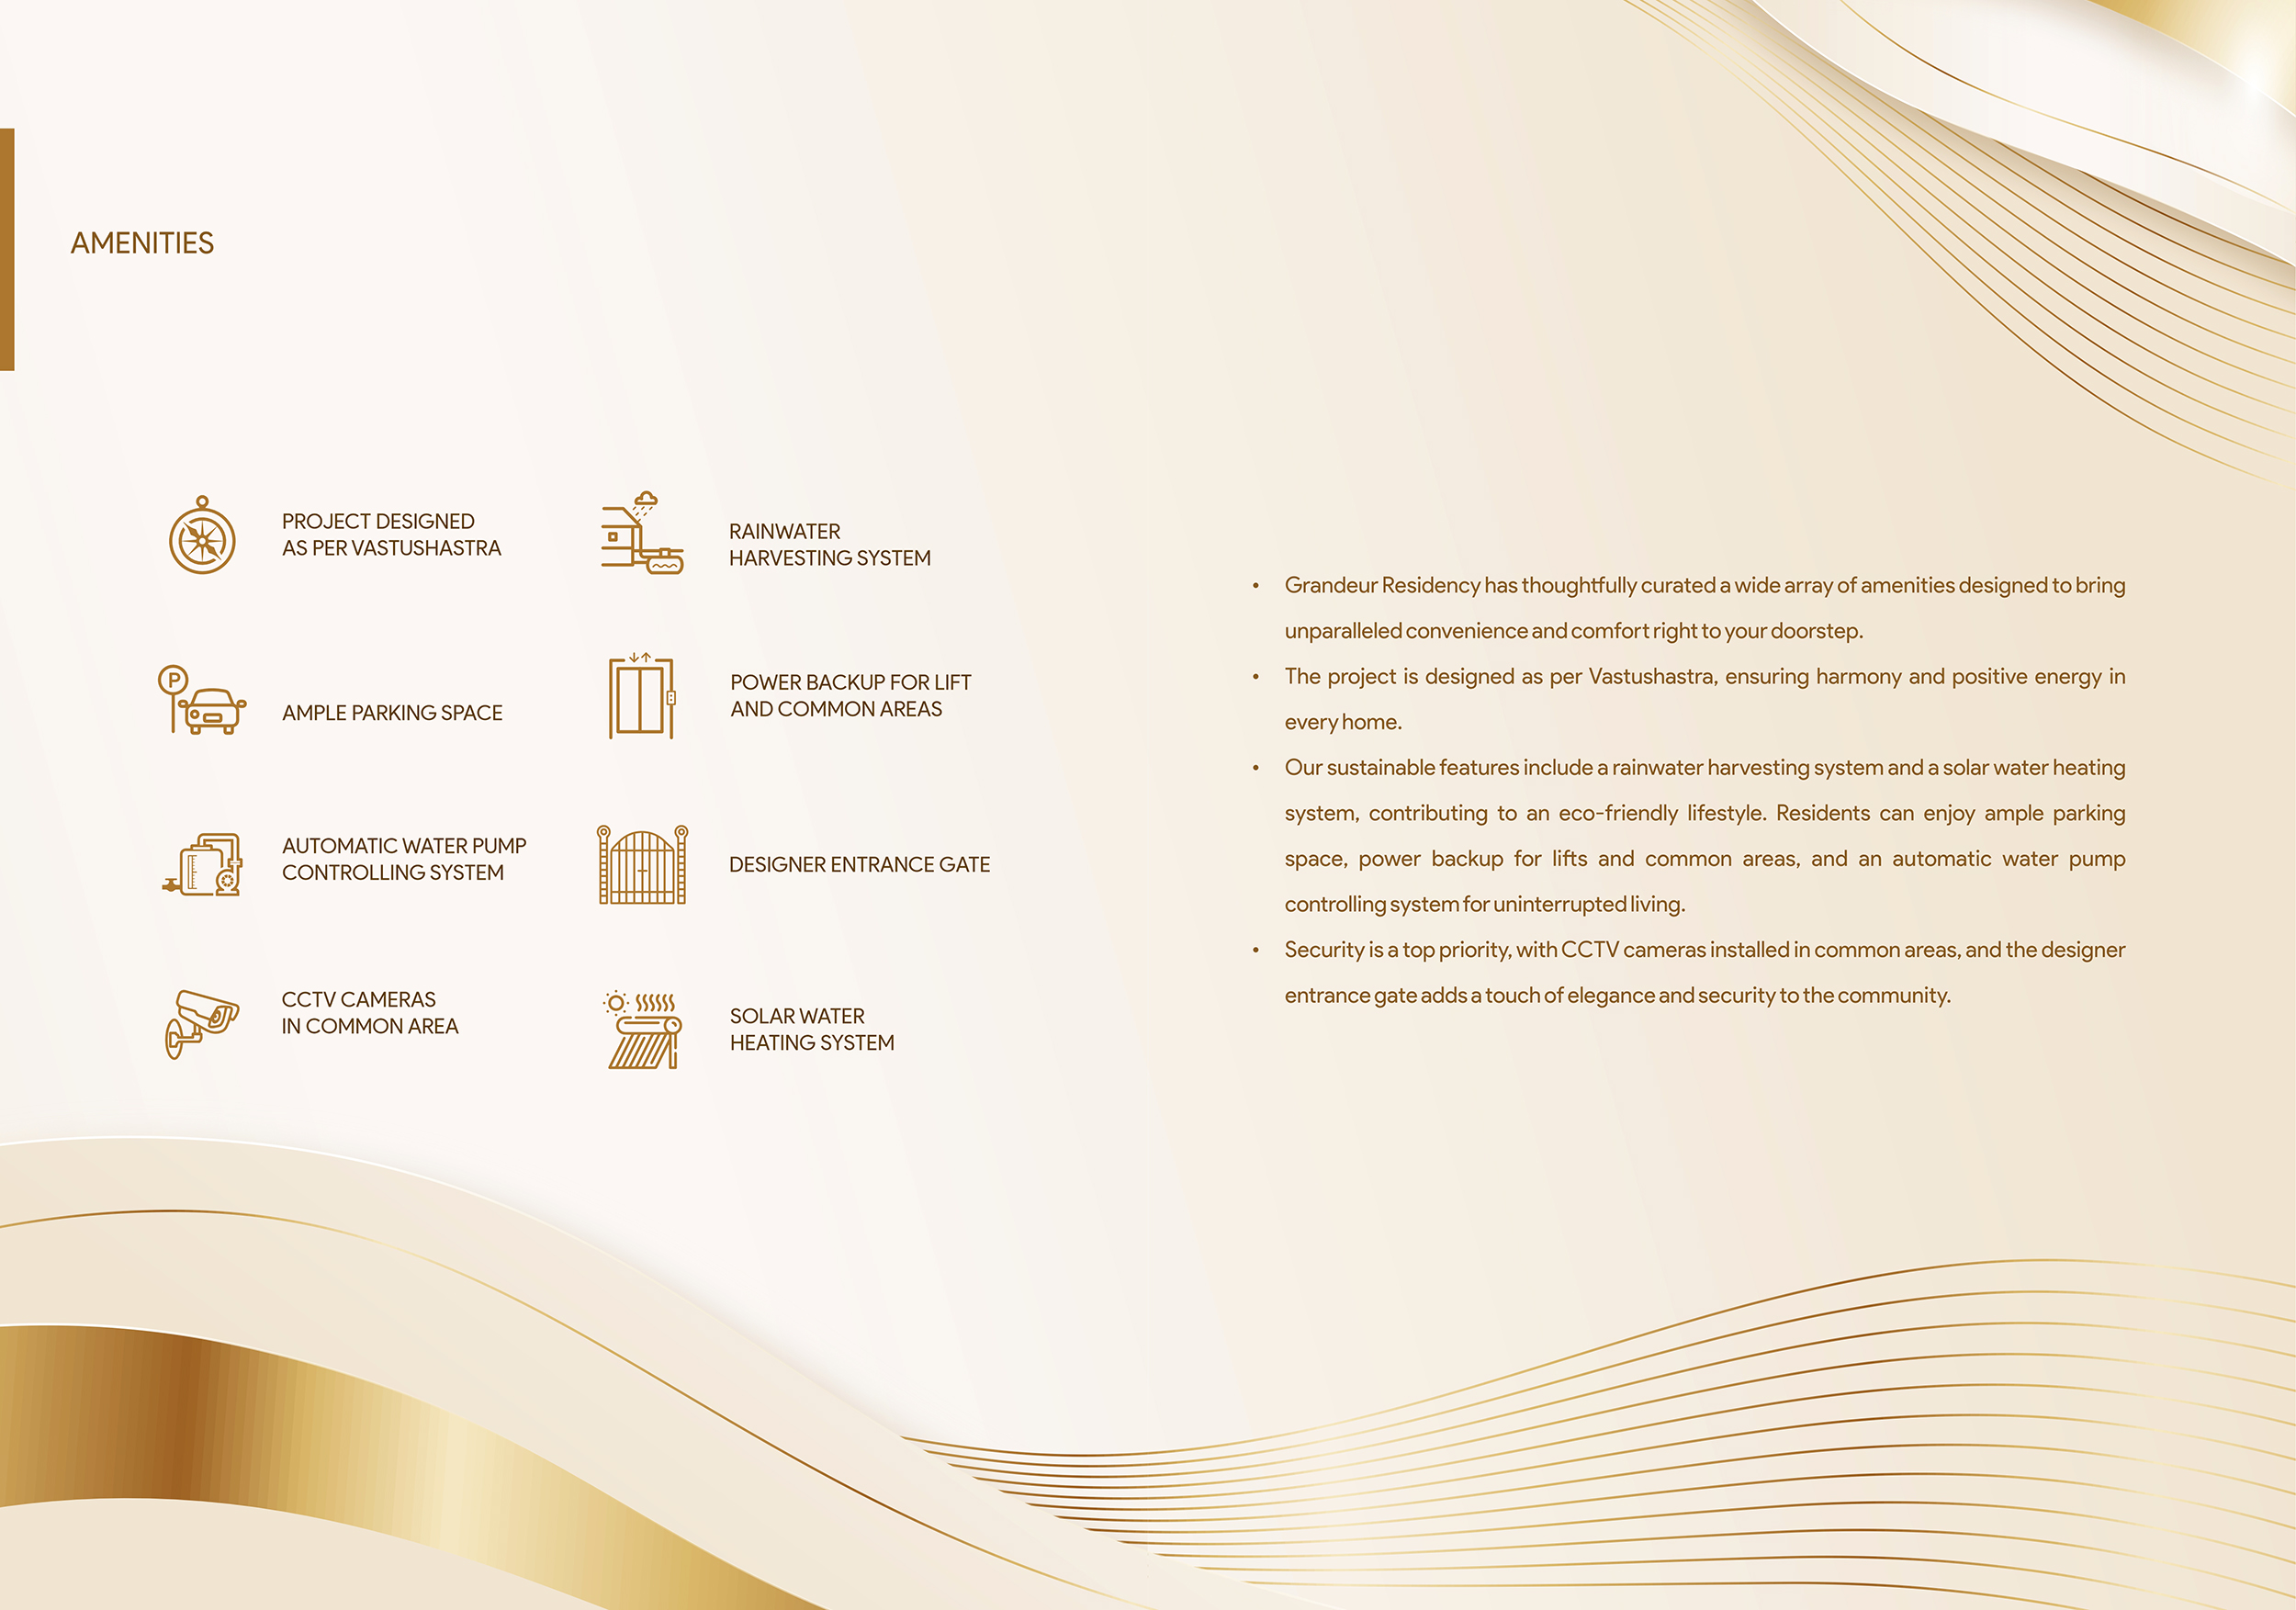 AMENITIES
PROJECT DESIGNED
AS PER VASTUSHASTRA
RAINWATER
HARVESTING SYSTEM
P
AMPLE PARKING SPACE
POWER BACKUP FOR LIFT
AND COMMON AREAS
AUTOMATIC WATER PUMP
CONTROLLING SYSTEM
DESIGNER ENTRANCE GATE
CCTV CAMERAS
IN COMMON AREA
SOLAR WATER
HEATING SYSTEM
• Grandeur Residency has thoughtfully curated a wide array of amenities designed to bring
unparalleled convenience and comfort right to your doorstep.
• The project is designed as per Vastushastra, ensuring harmony and positive energy in
every home.
• Our sustainable features include a rainwater harvesting system and a solar water heating
system, contributing to an eco-friendly lifestyle. Residents can enjoy ample parking
space, power backup for lifts and common areas, and an automatic water pump
controlling system for uninterrupted living.
• Security is a top priority, with CCTV cameras installed in common areas, and the designer
entrance gate adds a touch of elegance and security to the community.